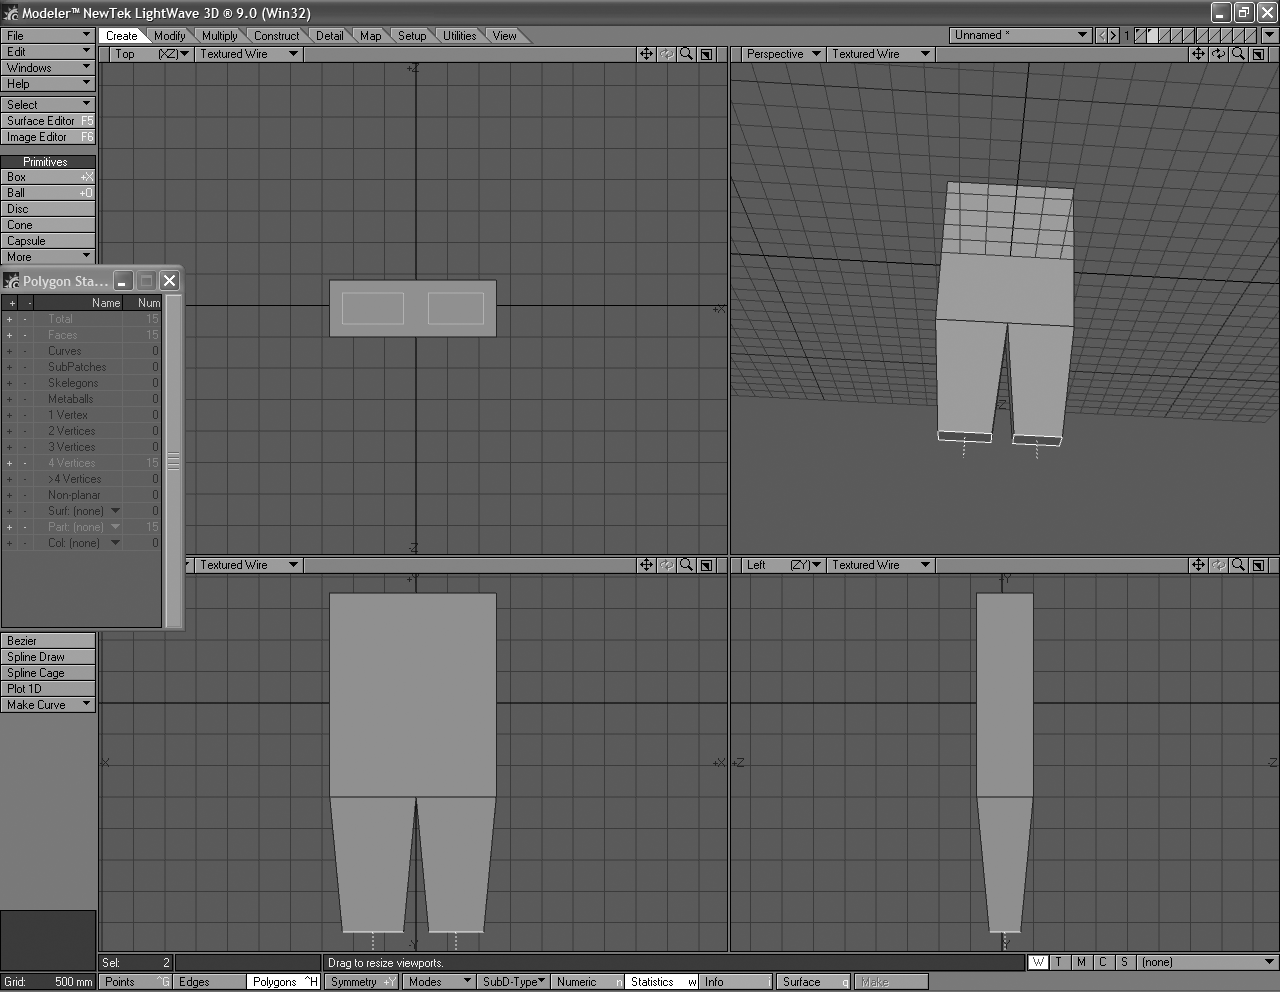 Modeler™ NewTek LightWave 3D ® 9.0 (Win32)
File
Create Modify Multiply Construct Detail Map Setup Utilities View
Unnamed * 1
Edit
Windows
Help
Top (XZ) Textured Wire
Perspective Textured Wire
Select
Surface Editor F5
Image Editor F6
Primitives
Box +X
Ball +O
Disc
Cone
Capsule
More
Polygon Sta...
+ - Name Num
+ - Total 15
+ - Faces 15
+ - Curves 0
+ - SubPatches 0
+ - Skelegons 0
+ - Metaballs 0
+ - 1 Vertex 0
+ - 2 Vertices 0
+ - 3 Vertices 0
+ - 4 Vertices 15
+ - >4 Vertices 0
+ - Non-planar 0
+ - Surf: (none) 0
+ - Part: (none) 15
+ - Col: (none) 0
+Z
+X
-Z
Z
Textured Wire
Left (ZY) Textured Wire
+Y
-X
+X
-Y
+Y
+Z
-Z
Bezier
Spline Draw
Spline Cage
Plot 1D
Make Curve
Sel: 2
Drag to resize viewports.
W T M C S (none)
Grid: 500 mm
Points ^G Edges Polygons ^H Symmetry +Y Modes SubD-Type Numeric n Statistics w Info i Surface q Make